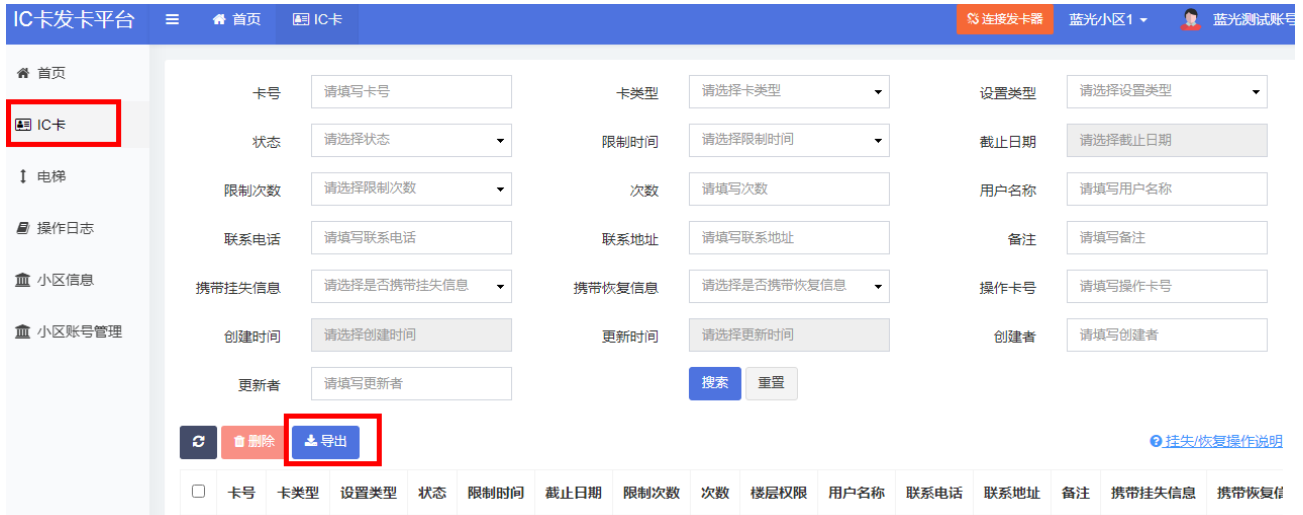 IC卡发卡平台 首页 IC卡 连接发卡器 蓝光小区1 蓝光测试账号
首页
IC卡
电梯
操作日志
小区信息
小区账号管理
卡号 请填写卡号 卡类型 请选择卡类型 设置类型 请选择设置类型
状态 请选择状态 限制时间 请选择限制时间 截止日期 请选择截止日期
限制次数 请选择限制次数 次数 请填写次数 用户名称 请填写用户名称
联系电话 请填写联系电话 联系地址 请填写联系地址 备注 请填写备注
携带挂失信息 请选择是否携带挂失信息 携带恢复信息 请选择是否携带恢复信息 操作卡号 请填写操作卡号
创建时间 请选择创建时间 更新时间 请选择更新时间 创建者 请填写创建者
更新者 请填写更新者 搜索 重置
删除 导出 挂失/恢复操作说明
卡号 卡类型 设置类型 状态 限制时间 截止日期 限制次数 次数 楼层权限 用户名称 联系电话 联系地址 备注 携带挂失信息 携带恢复信